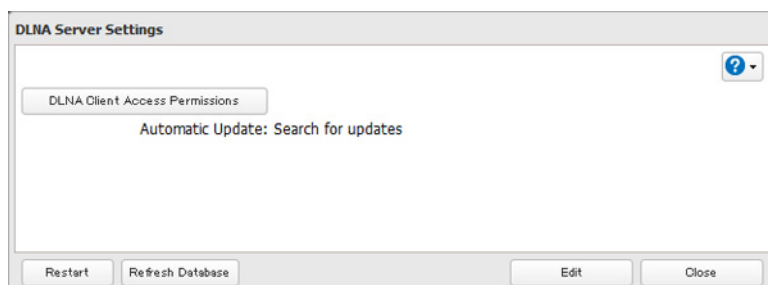 DLNA Server Settings
?
DLNA Client Access Permissions
Automatic Update: Search for updates
Restart Refresh Database Edit Close